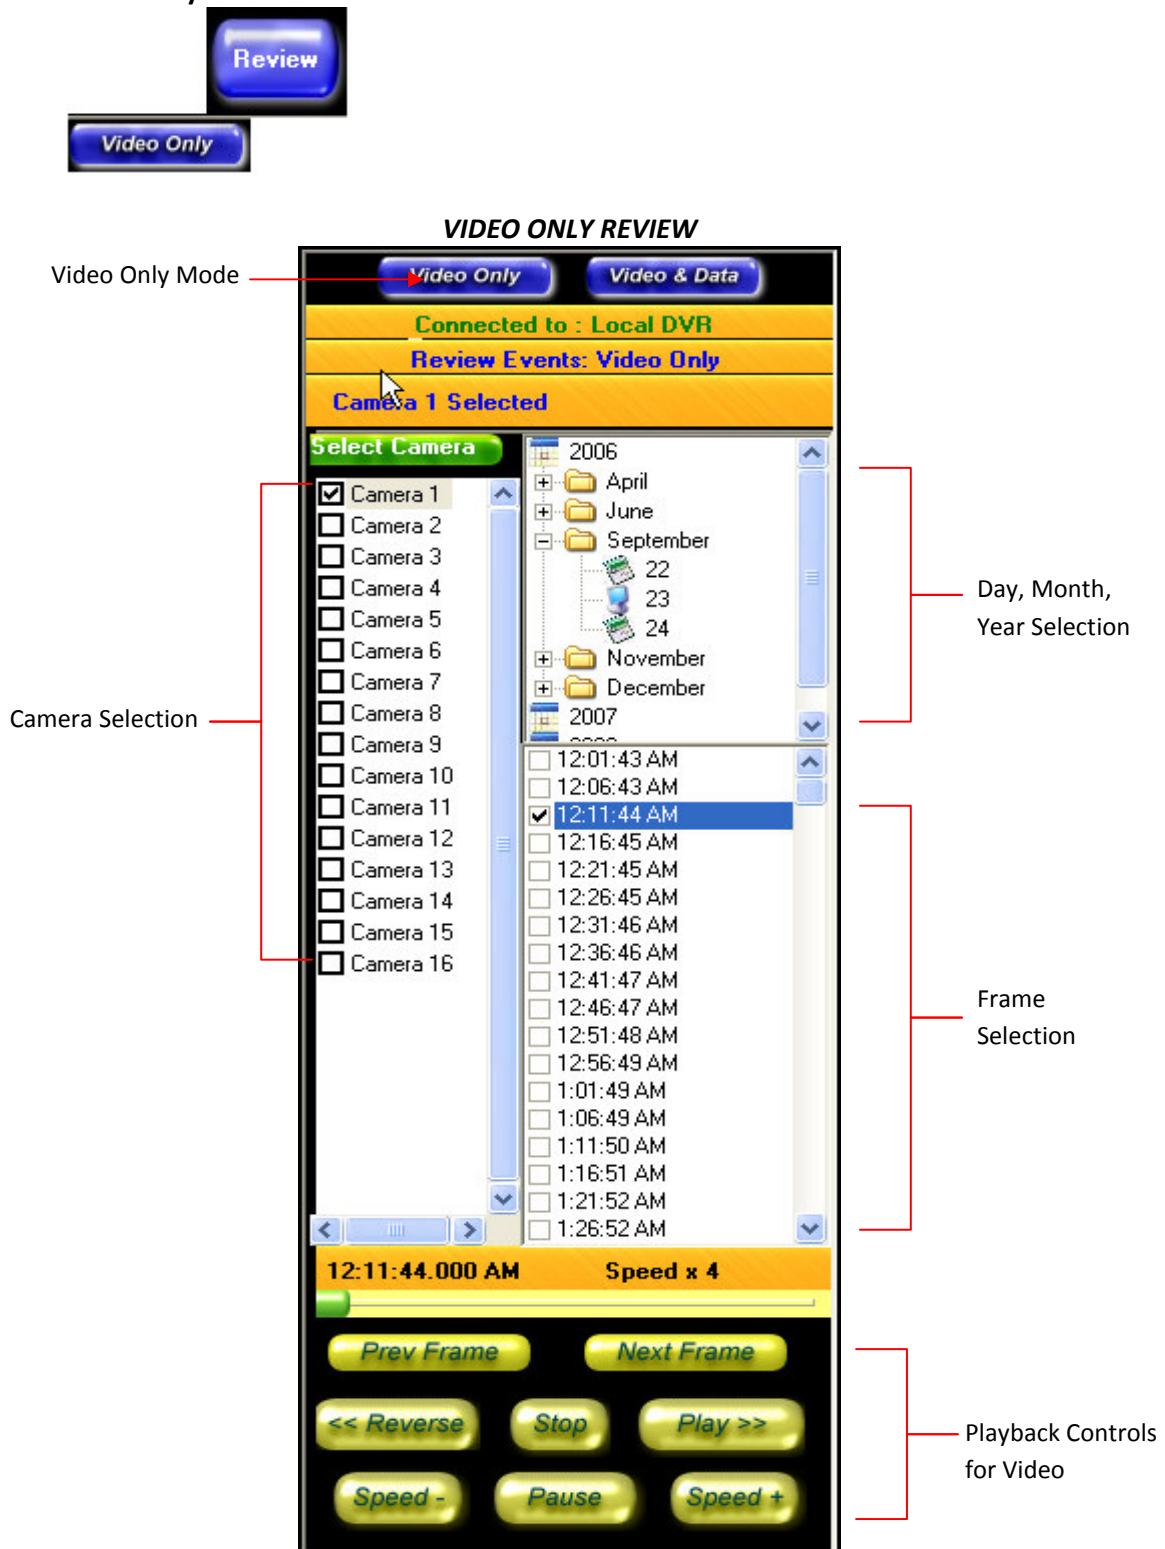 Review
Video Only
VIDEO ONLY REVIEW
Video Only Mode
Video Only
Video & Data
Connected to : Local DVR
Review Events: Video Only
Camera 1 Selected
Select Camera
Camera 1
Camera 2
Camera 3
Camera 4
Camera 5
Camera 6
Camera 7
Camera 8
Camera 9
Camera 10
Camera 11
Camera 12
Camera 13
Camera 14
Camera 15
Camera 16
Camera Selection
2006
April
June
September
22
23
24
November
December
2007
Day, Month,
Year Selection
12:01:43 AM
12:06:43 AM
12:11:44 AM
12:16:45 AM
12:21:45 AM
12:26:45 AM
12:31:46 AM
12:36:46 AM
12:41:47 AM
12:46:47 AM
12:51:48 AM
12:56:49 AM
1:01:49 AM
1:06:49 AM
1:11:50 AM
1:16:51 AM
1:21:52 AM
1:26:52 AM
Frame
Selection
12:11:44.000 AM
Speed x 4
Prev Frame
Next Frame
<< Reverse
Stop
Play >>
Speed -
Pause
Speed +
Playback Controls
for Video